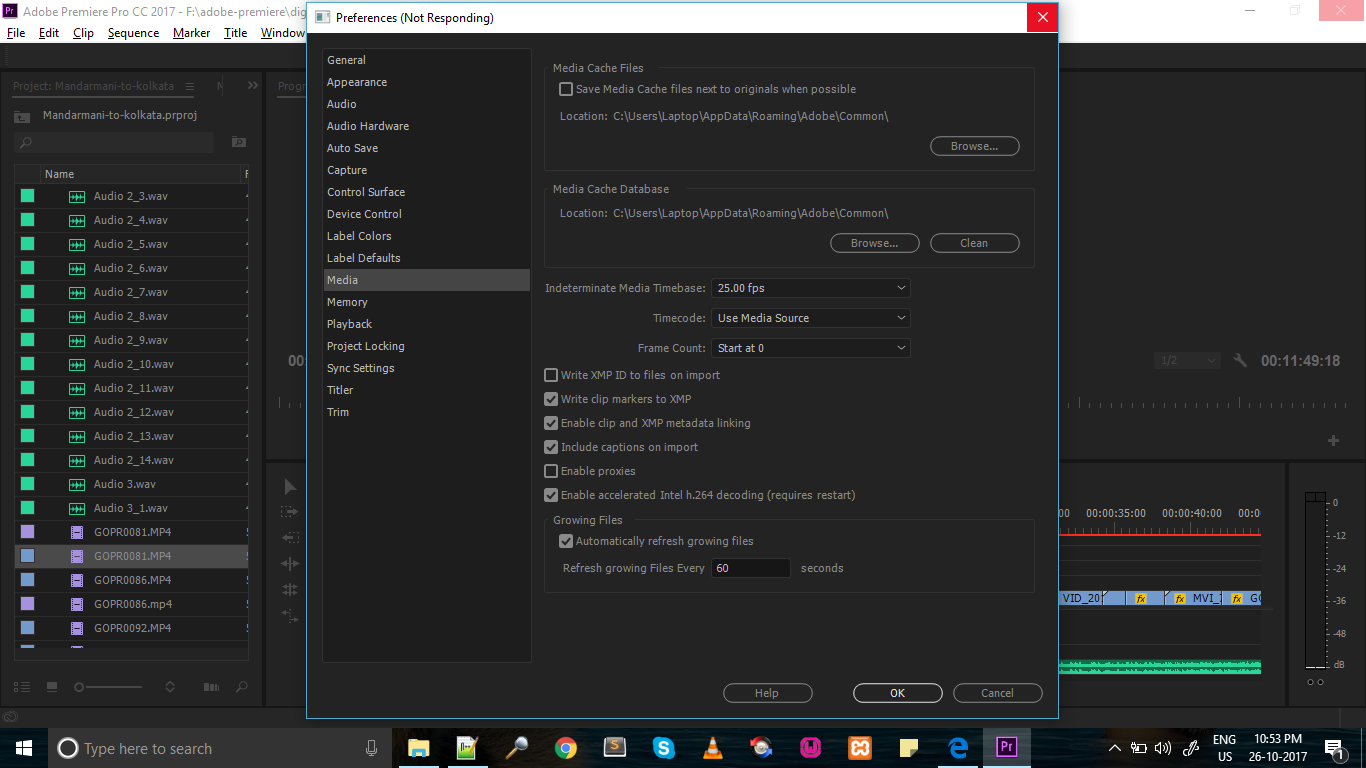 Adobe Premiere Pro CC 2017 - F:\adobe-premiere\dig
Preferences (Not Responding)
File Edit Clip Sequence Marker Title Window
Project: Mandarmani-to-kolkata
Mandarmani-to-kolkata.prproj
Name
Audio 2_3.wav
Audio 2_4.wav
Audio 2_5.wav
Audio 2_6.wav
Audio 2_7.wav
Audio 2_8.wav
Audio 2_9.wav
Audio 2_10.wav
Audio 2_11.wav
Audio 2_12.wav
Audio 2_13.wav
Audio 2_14.wav
Audio 3.wav
Audio 3_1.wav
GOPR0081.MP4
GOPR0081.MP4
GOPR0086.MP4
GOPR0086.mp4
GOPR0092.MP4
Progr
General
Appearance
Audio
Audio Hardware
Auto Save
Capture
Control Surface
Device Control
Label Colors
Label Defaults
Media
Memory
Playback
Project Locking
Sync Settings
Titler
Trim
Media Cache Files
Save Media Cache files next to originals when possible
Location: C:\Users\Laptop\AppData\Roaming\Adobe\Common\
Browse...
Media Cache Database
Location: C:\Users\Laptop\AppData\Roaming\Adobe\Common\
Browse... Clean
Indeterminate Media Timebase: 25.00 fps
Timecode: Use Media Source
Frame Count: Start at 0
Write XMP ID to files on import
Write clip markers to XMP
Enable clip and XMP metadata linking
Include captions on import
Enable proxies
Enable accelerated Intel h.264 decoding (requires restart)
Growing Files
Automatically refresh growing files
Refresh growing Files Every 60 seconds
Help OK Cancel
00:
1/2 00:11:49:18
00 00:00:35:00 00:00:40:00 00:0
VID_201 fx fx MVI_1 fx GO
0
-12
-24
-36
-48
dB
Type here to search
ENG
US
10:53 PM
26-10-2017
1